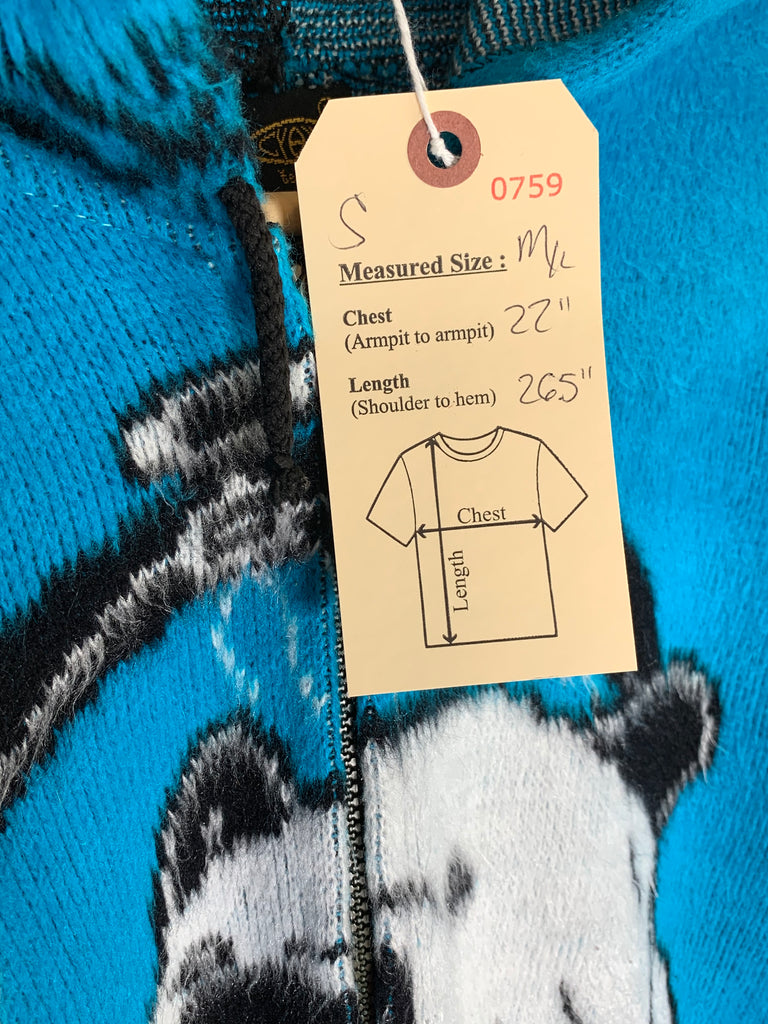 0759
S
Measured Size : M/L
Chest
(Armpit to armpit) 22"
Length
(Shoulder to hem) 26.5"
Chest
Length